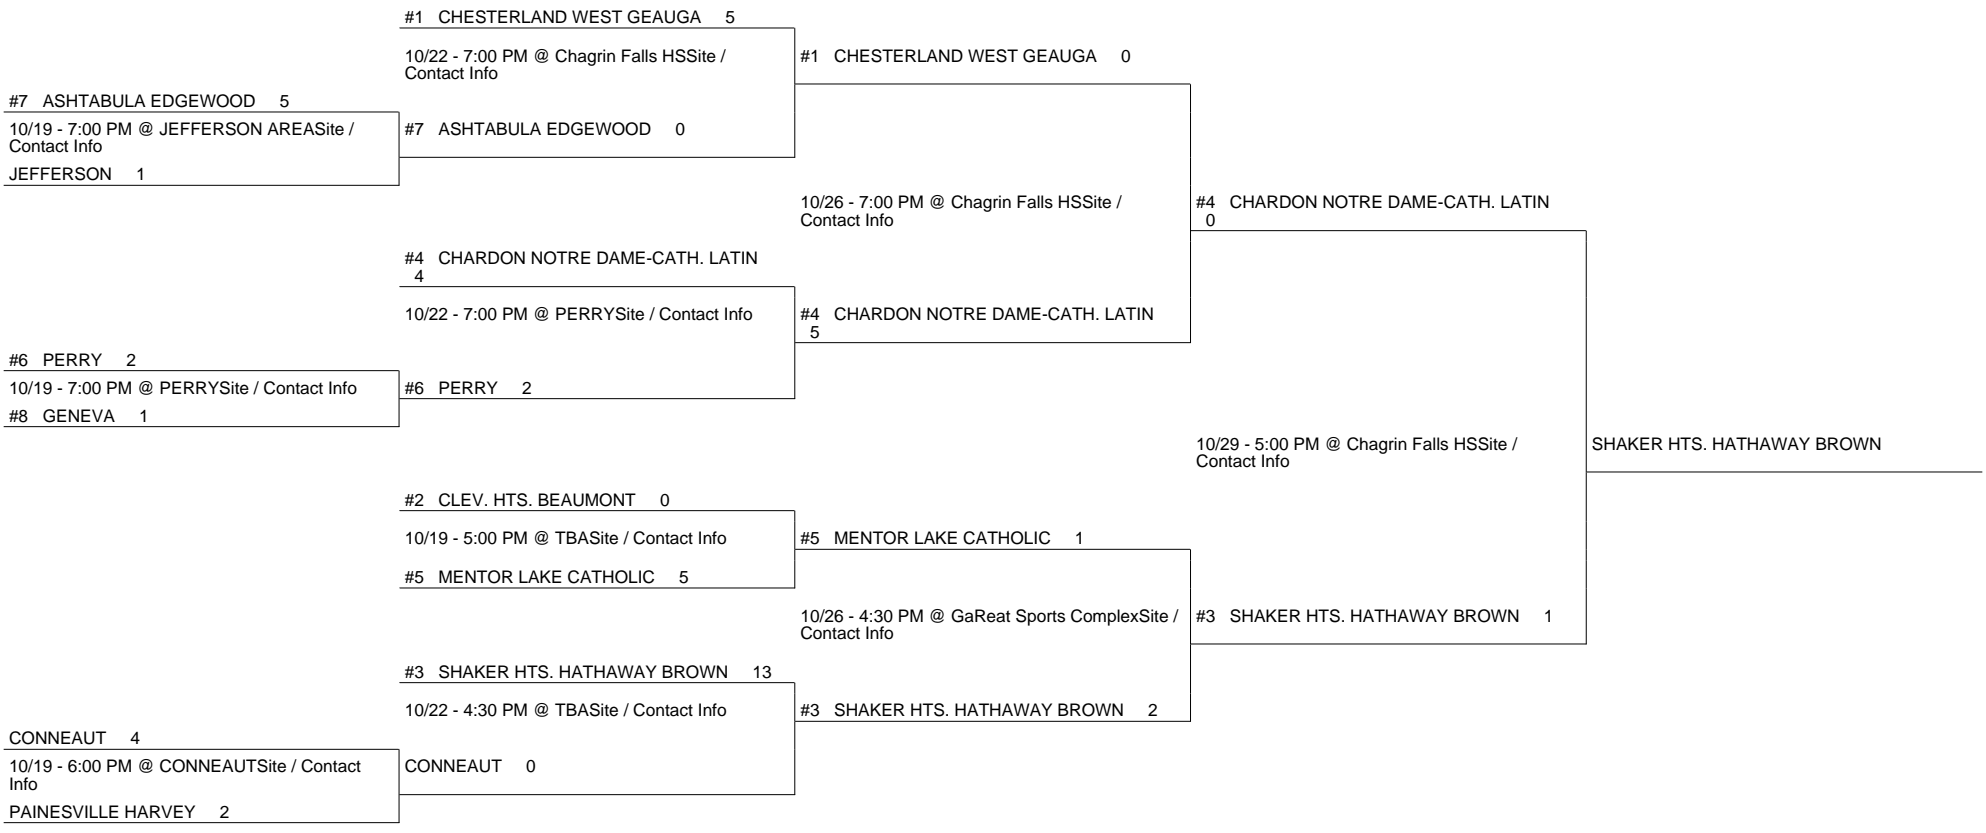 #1 CHESTERLAND WEST GEAUGA 5
10/22 - 7:00 PM @ Chagrin Falls HSSite /
Contact Info
#1 CHESTERLAND WEST GEAUGA 0
#7 ASHTABULA EDGEWOOD 5
10/19 - 7:00 PM @ JEFFERSON AREASite /
Contact Info
#7 ASHTABULA EDGEWOOD 0
JEFFERSON 1
10/26 - 7:00 PM @ Chagrin Falls HSSite /
Contact Info
#4 CHARDON NOTRE DAME-CATH. LATIN
0
#4 CHARDON NOTRE DAME-CATH. LATIN
4
10/22 - 7:00 PM @ PERRYSite / Contact Info
#4 CHARDON NOTRE DAME-CATH. LATIN
5
#6 PERRY 2
10/19 - 7:00 PM @ PERRYSite / Contact Info
#6 PERRY 2
#8 GENEVA 1
10/29 - 5:00 PM @ Chagrin Falls HSSite /
Contact Info
SHAKER HTS. HATHAWAY BROWN
#2 CLEV. HTS. BEAUMONT 0
10/19 - 5:00 PM @ TBASite / Contact Info
#5 MENTOR LAKE CATHOLIC 1
#5 MENTOR LAKE CATHOLIC 5
10/26 - 4:30 PM @ GaReat Sports ComplexSite /
Contact Info
#3 SHAKER HTS. HATHAWAY BROWN 1
#3 SHAKER HTS. HATHAWAY BROWN 13
10/22 - 4:30 PM @ TBASite / Contact Info
#3 SHAKER HTS. HATHAWAY BROWN 2
CONNEAUT 4
10/19 - 6:00 PM @ CONNEAUTSite / Contact
Info
CONNEAUT 0
PAINESVILLE HARVEY 2